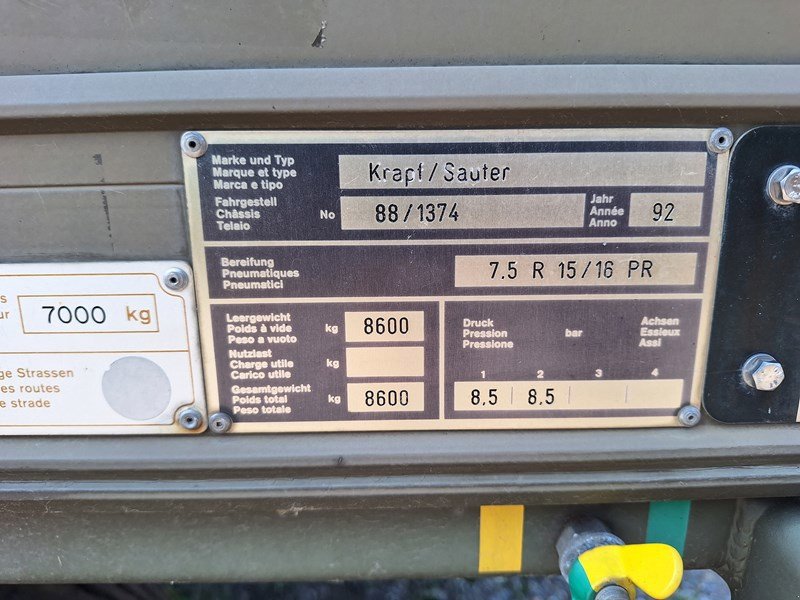 Marke und Typ
Marque et type
Marca e tipo
Krapf/Sauter
Fahrgestell
Châssis
Telaio
No
88/1374
Jahr
Année
Anno
92
Bereifung
Pneumatiques
Pneumatici
7.5 R 15/16 PR
Leergewicht
Poids à vide
Peso a vuoto
kg
8600
Nutzlast
Charge utile
Carico utile
kg
Gesamtgewicht
Poids total
Peso totale
kg
8600
Druck
Pression
Pressione
bar
Achsen
Essieux
Assi
1 2 3 4
8.5 8.5
s
ur
7000 kg
ge Strassen
es routes
e strade